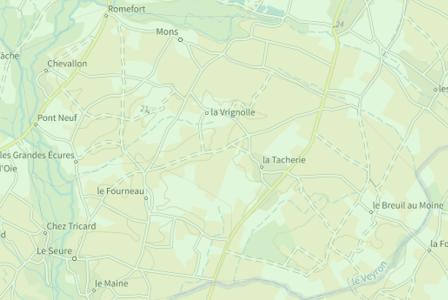 Romefort
Mons
24
Chevallon
21
la Vrignolle
Pont Neuf
les Grandes Écures
la Tacherie
d'Oie
le Fourneau
le Breuil au Moine
Chez Tricard
Le Seure
le Veyron
le Maine